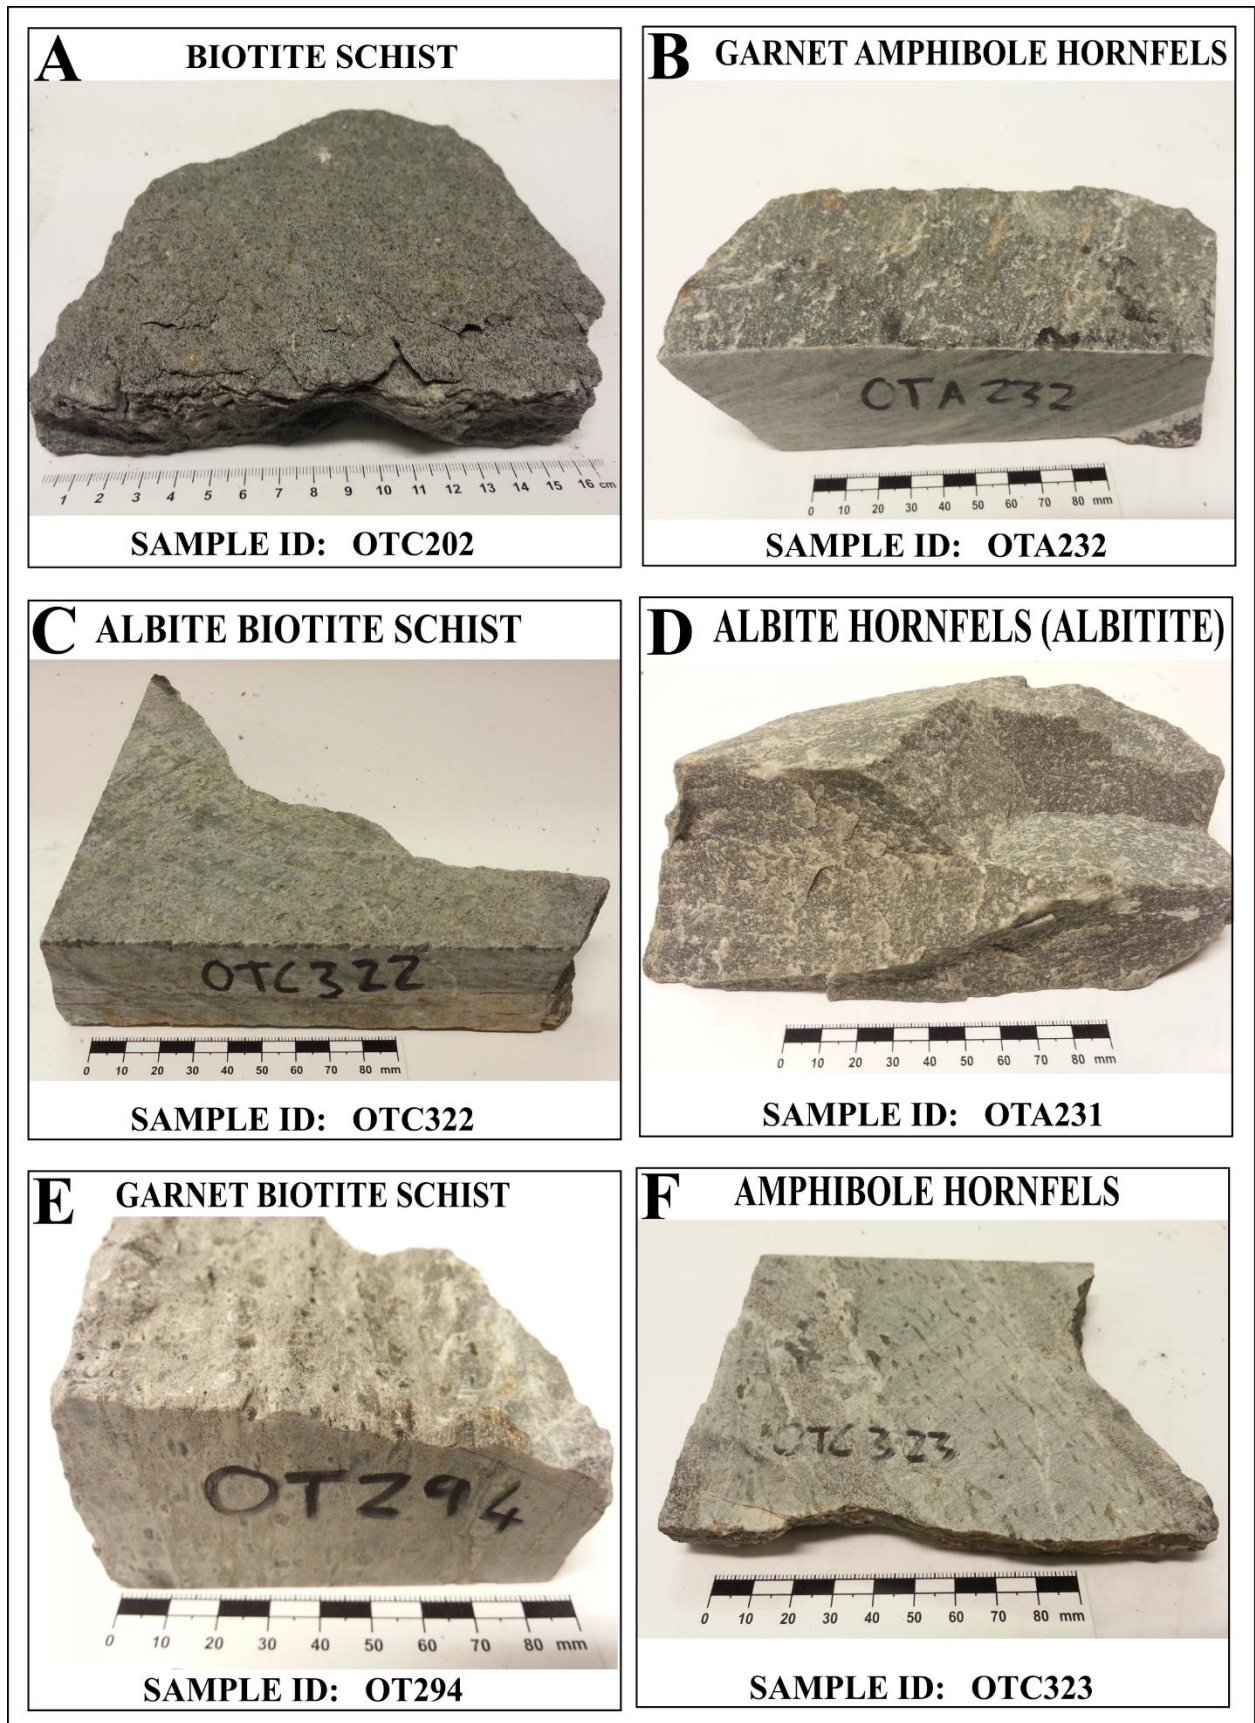 A BIOTITE SCHIST
1 2 3 4 5 6 7 8 9 10 11 12 13 14 15 16 cm
SAMPLE ID: OTC202
B GARNET AMPHIBOLE HORNFELS
OTA232
0 10 20 30 40 50 60 70 80 mm
SAMPLE ID: OTA232
C ALBITE BIOTITE SCHIST
OTC322
0 10 20 30 40 50 60 70 80 mm
SAMPLE ID: OTC322
D ALBITE HORNFELS (ALBITITE)
0 10 20 30 40 50 60 70 80 mm
SAMPLE ID: OTA231
E GARNET BIOTITE SCHIST
OT294
0 10 20 30 40 50 60 70 80 mm
SAMPLE ID: OT294
F AMPHIBOLE HORNFELS
OTC323
0 10 20 30 40 50 60 70 80 mm
SAMPLE ID: OTC323